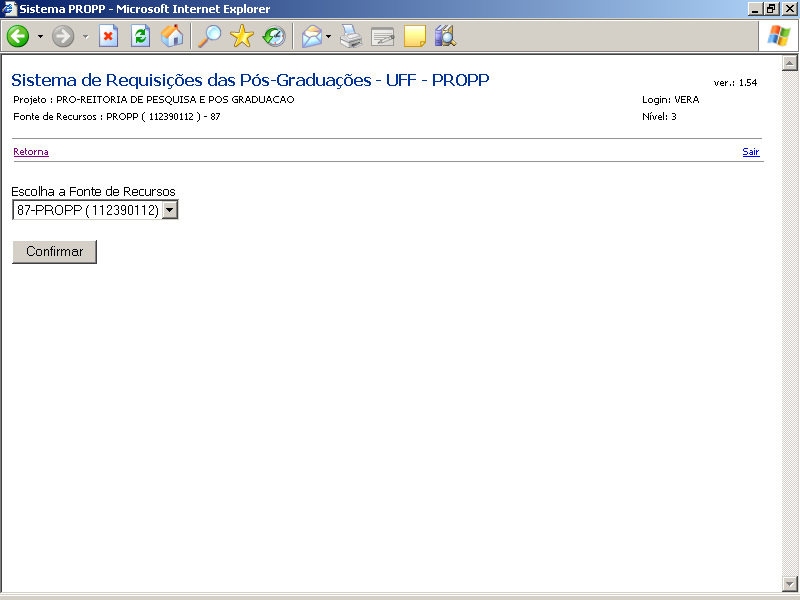 Sistema PROPP - Microsoft Internet Explorer
Sistema de Requisições das Pós-Graduações - UFF - PROPP
ver.: 1.54
Projeto : PRO-REITORIA DE PESQUISA E POS GRADUACAO
Login: VERA
Fonte de Recursos : PROPP ( 112390112 ) - 87
Nível: 3
Retorna
Sair
Escolha a Fonte de Recursos
87-PROPP ( 112390112)
Confirmar